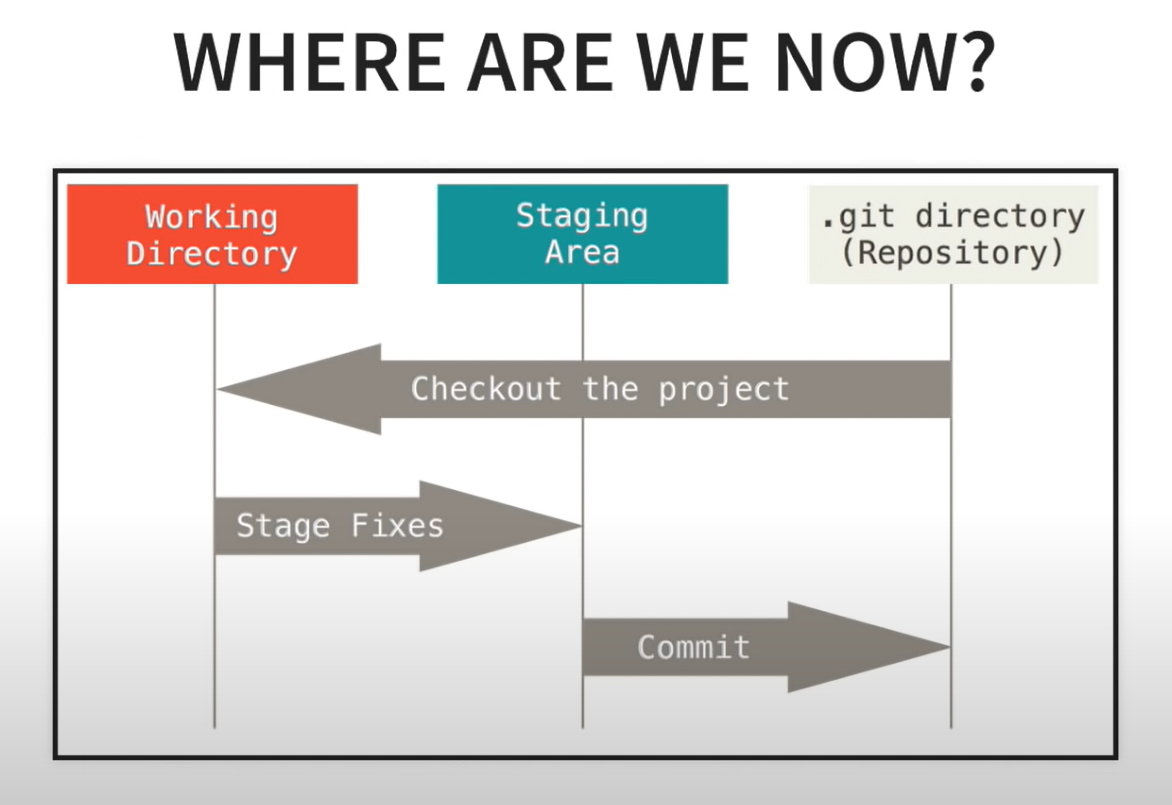 WHERE ARE WE NOW?
Working
Directory
Staging
Area
.git directory
(Repository)
Checkout the project
Stage Fixes
Commit